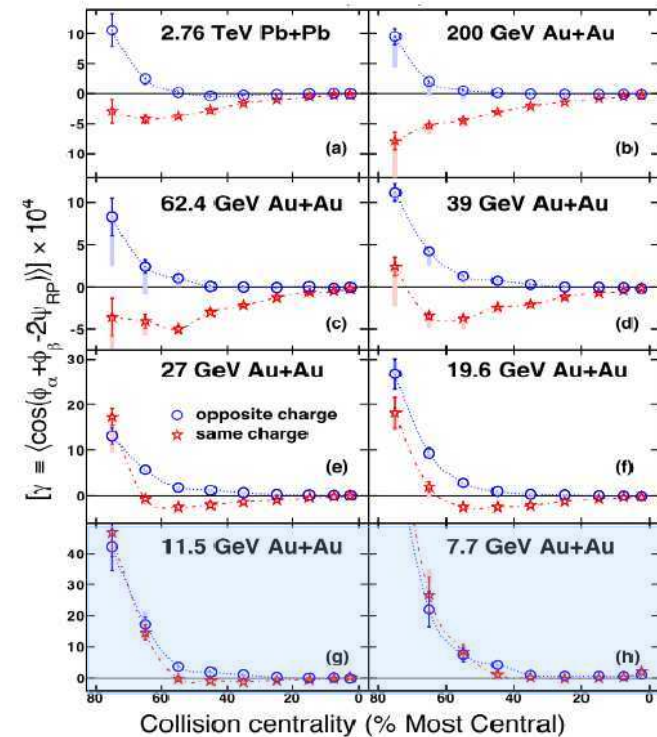 2.76 TeV Pb+Pb
200 GeV Au+Au
10
5
0
-5
10
(a)
(b)
62.4 GeV Au+Au
39 GeV Au+Au
10
5
0
-5
(c)
(d)
27 GeV Au+Au
19.6 GeV Au+Au
30
20
10
0
opposite charge
same charge
(e)
(f)
11.5 GeV Au+Au
7.7 GeV Au+Au
40
30
20
10
0
(g)
(h)
80 60 40 20 0
80 60 40 20 0
[γ ≡ ⟨cos(ϕα+ϕβ-2ψRP)⟩] × 10⁴
Collision centrality (% Most Central)